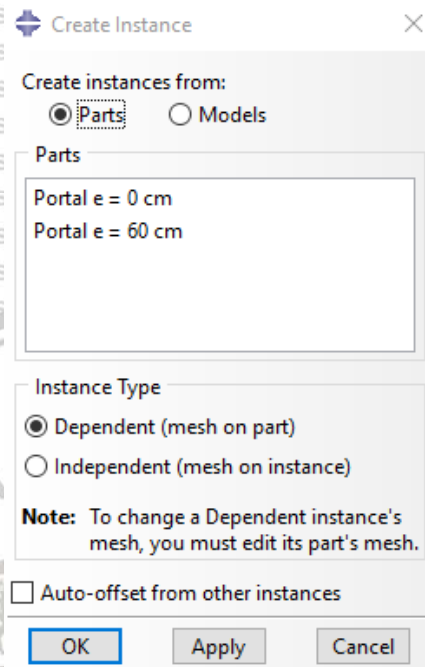 Create Instance
Create instances from:
Parts Models
Parts
Portal e = 0 cm
Portal e = 60 cm
Instance Type
Dependent (mesh on part)
Independent (mesh on instance)
Note: To change a Dependent instance's
mesh, you must edit its part's mesh.
Auto-offset from other instances
OK Apply Cancel